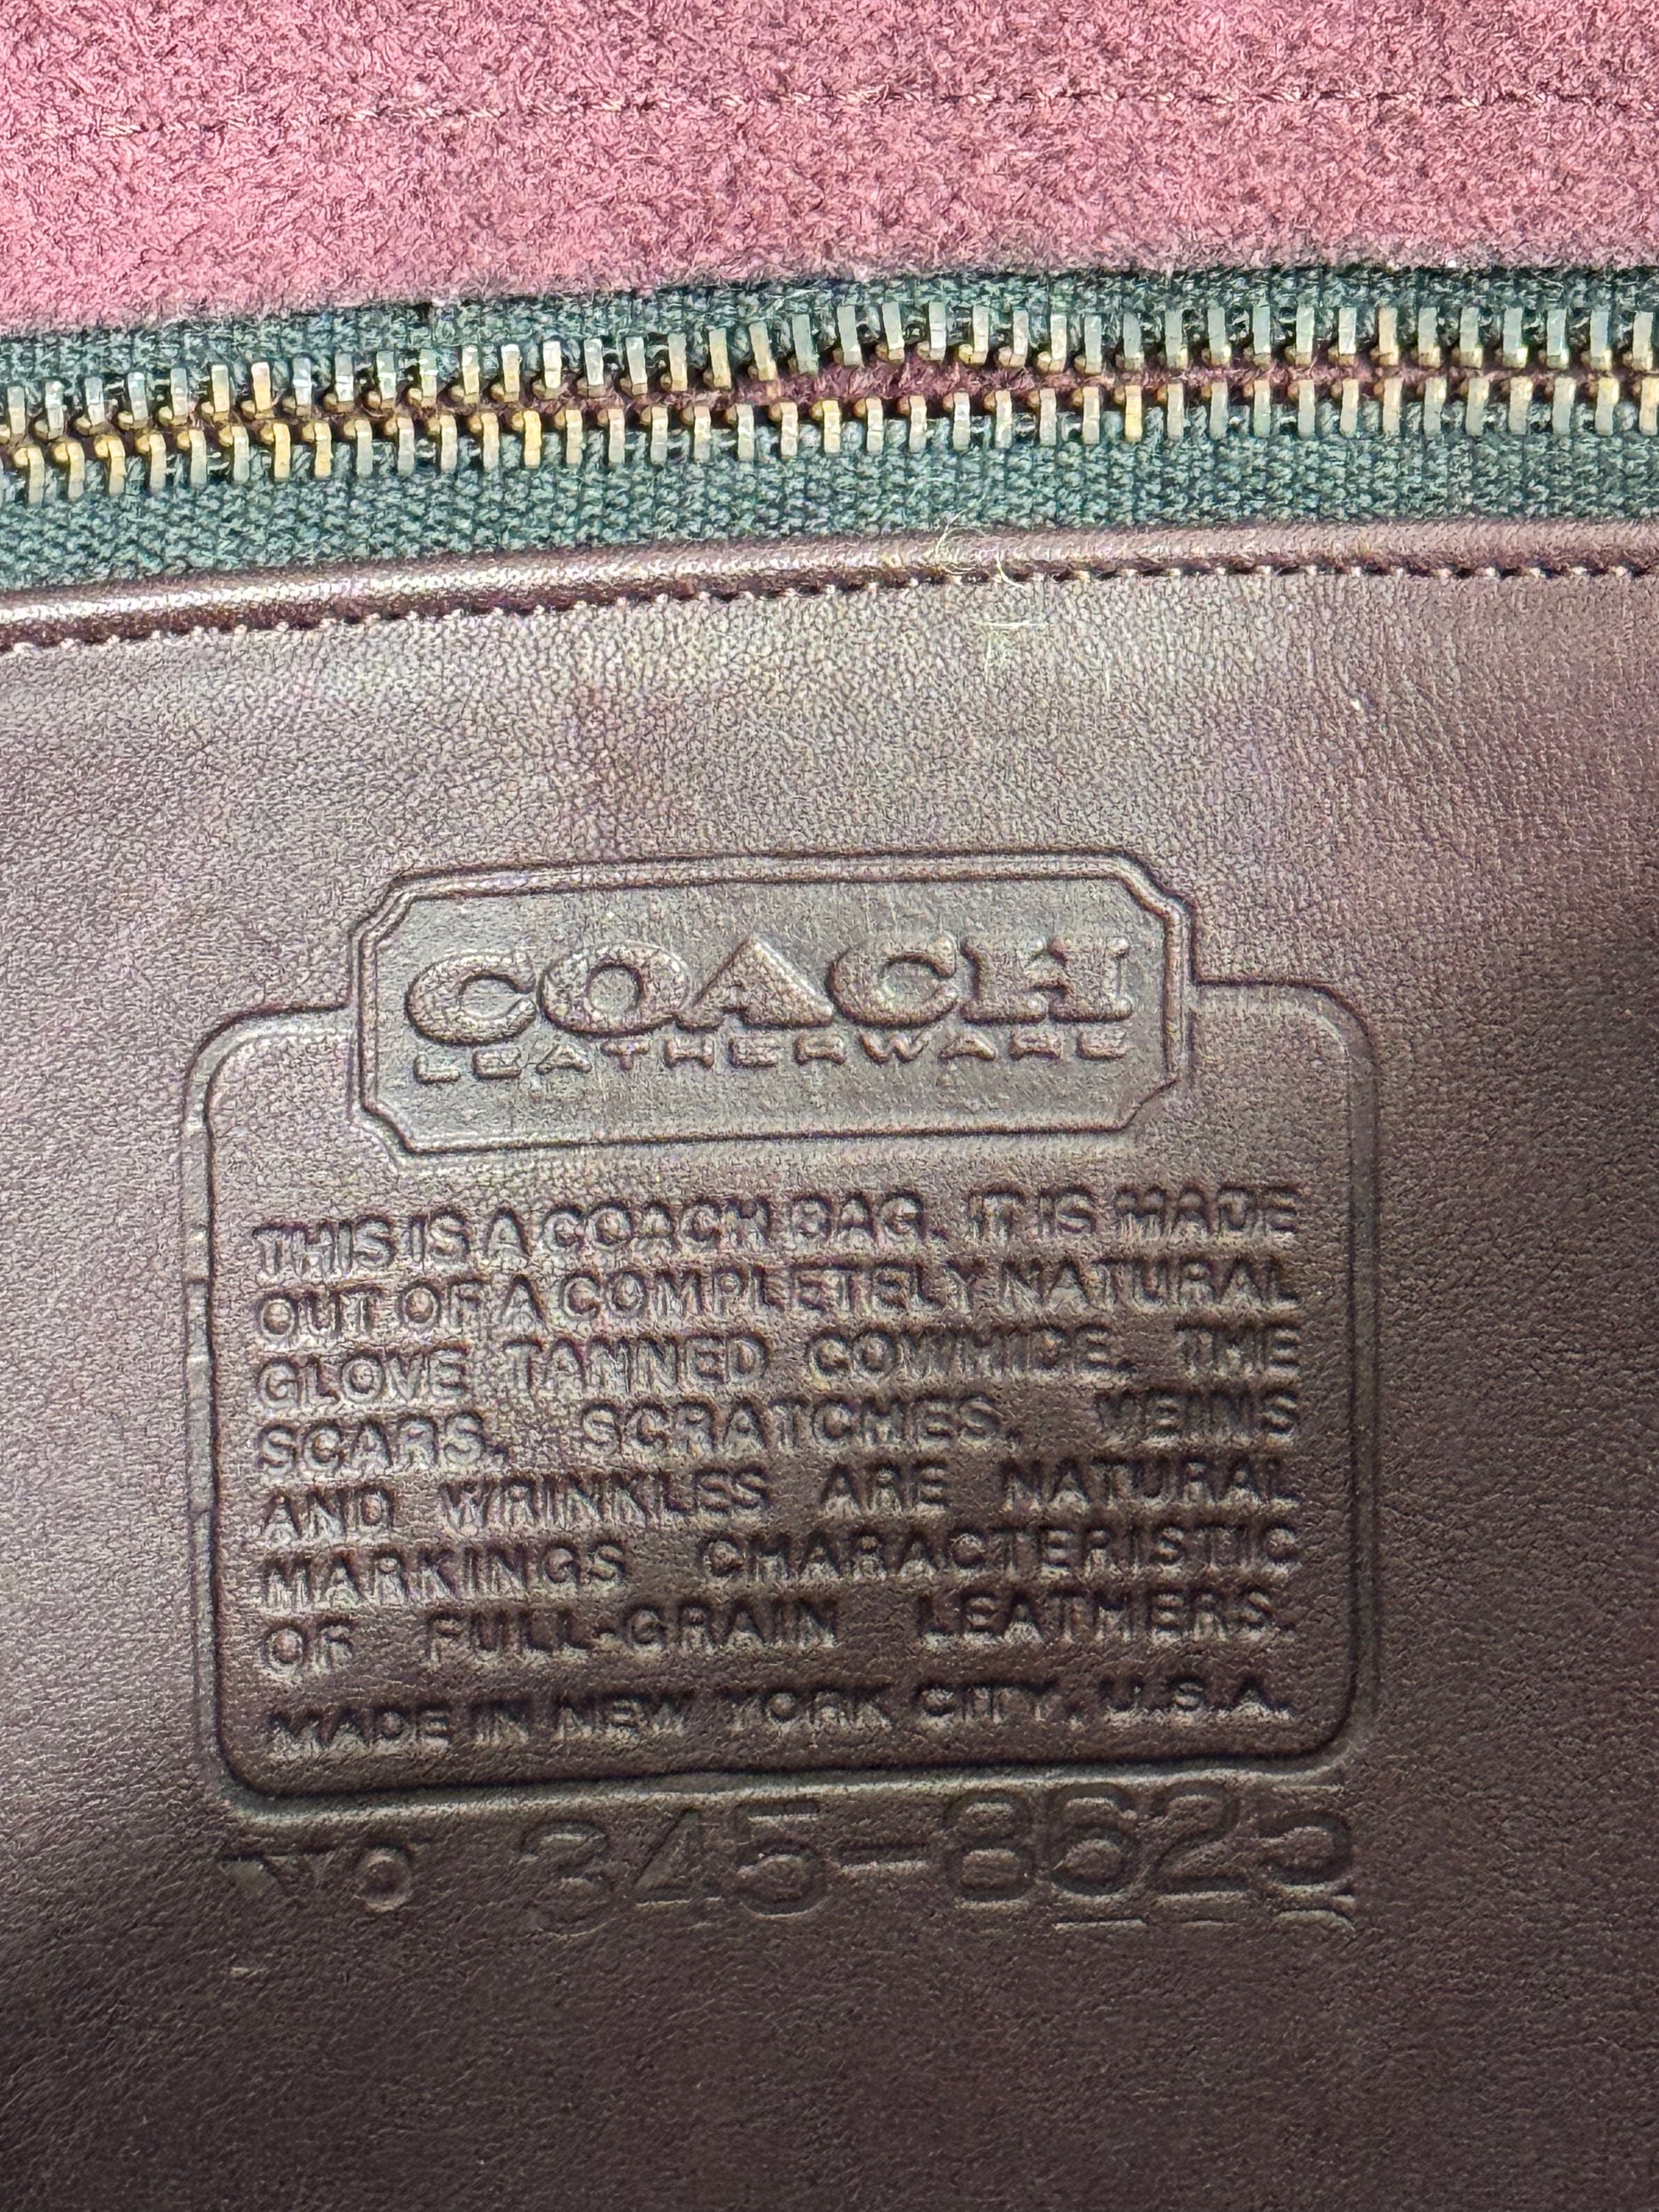 COACH
LEATHERWARE
THIS IS A COACH BAG. IT IS MADE
OUT OF A COMPLETELY NATURAL
GLOVE TANNED COWHIDE. THE
SCARS, SCRATCHES, VEINS
AND WRINKLES ARE NATURAL
MARKINGS CHARACTERISTIC
OF FULL-GRAIN LEATHERS.
MADE IN NEW YORK CITY, U.S.A.
No 345-8625